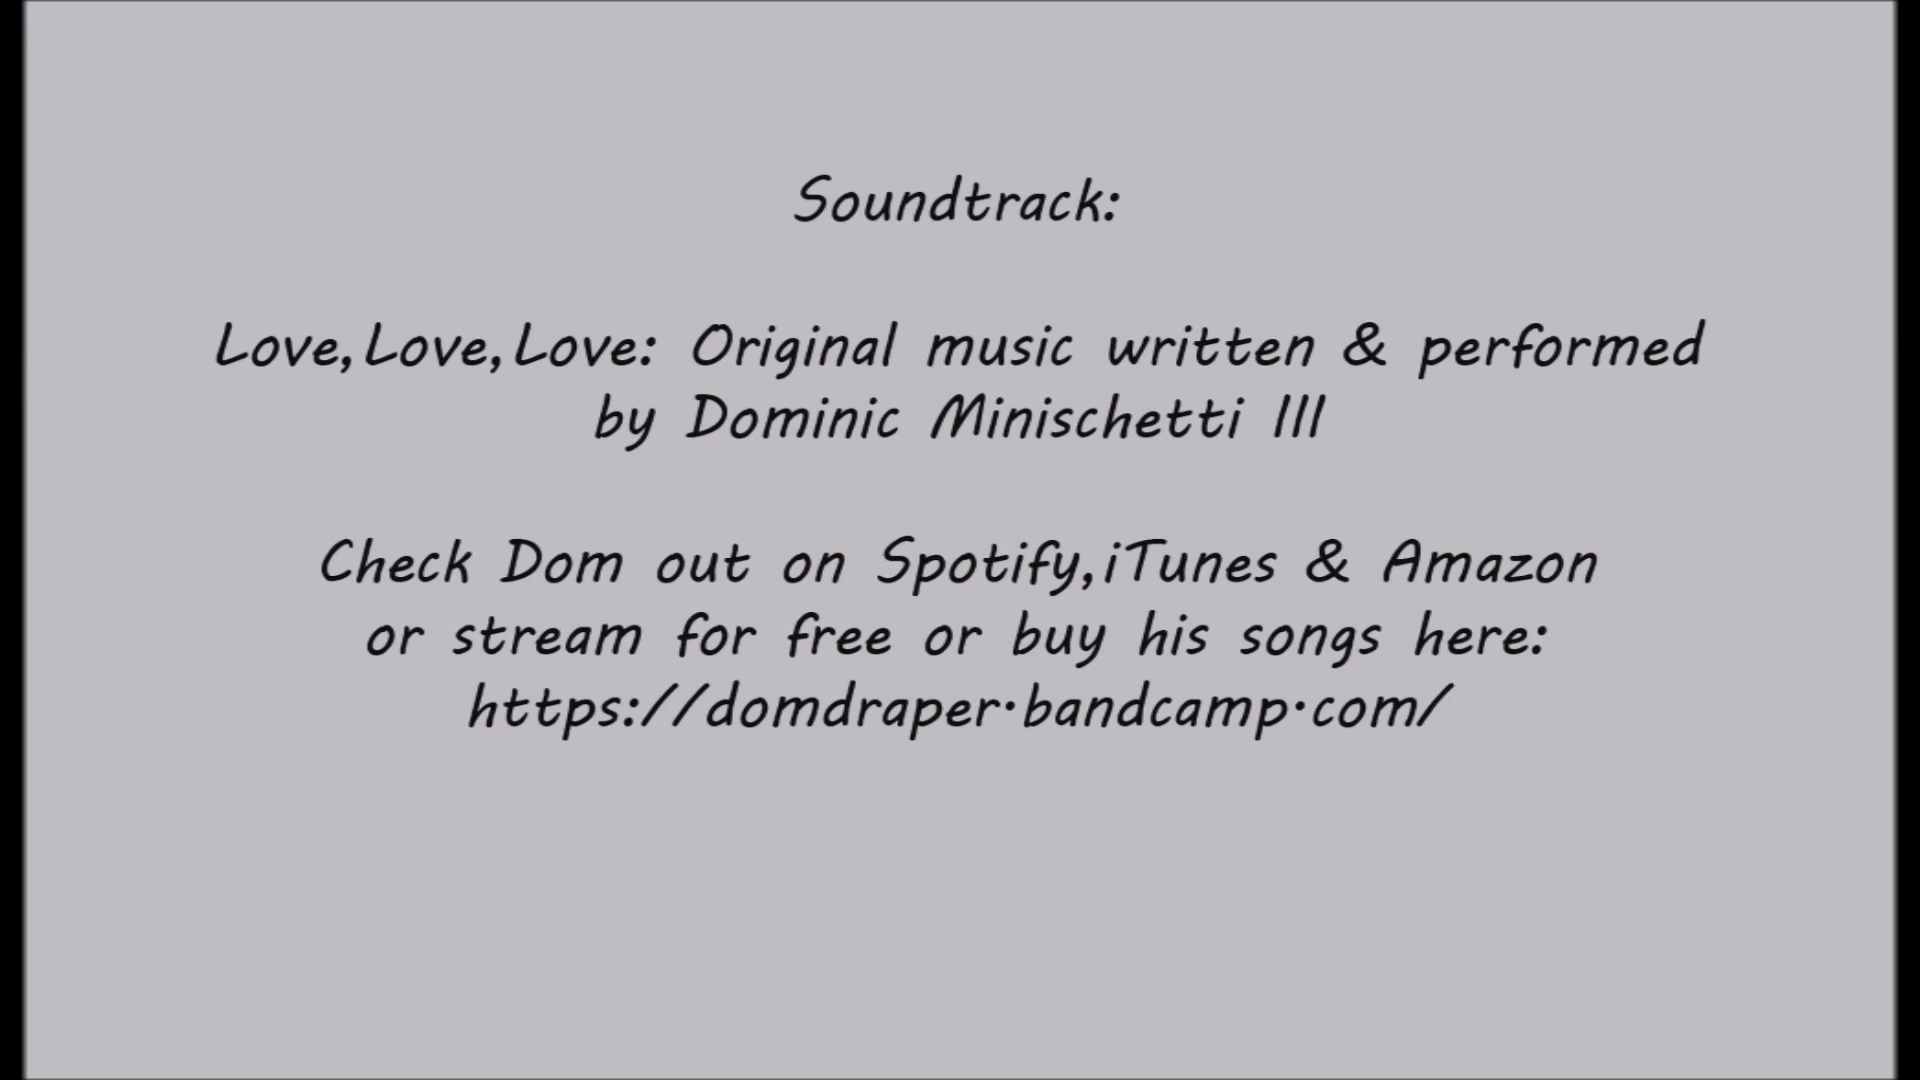 Soundtrack:
Love, Love, Love: Original music written & performed
by Dominic Minischetti III
Check Dom out on Spotify, iTunes & Amazon
or stream for free or buy his songs here:
https://domdraper.bandcamp.com/